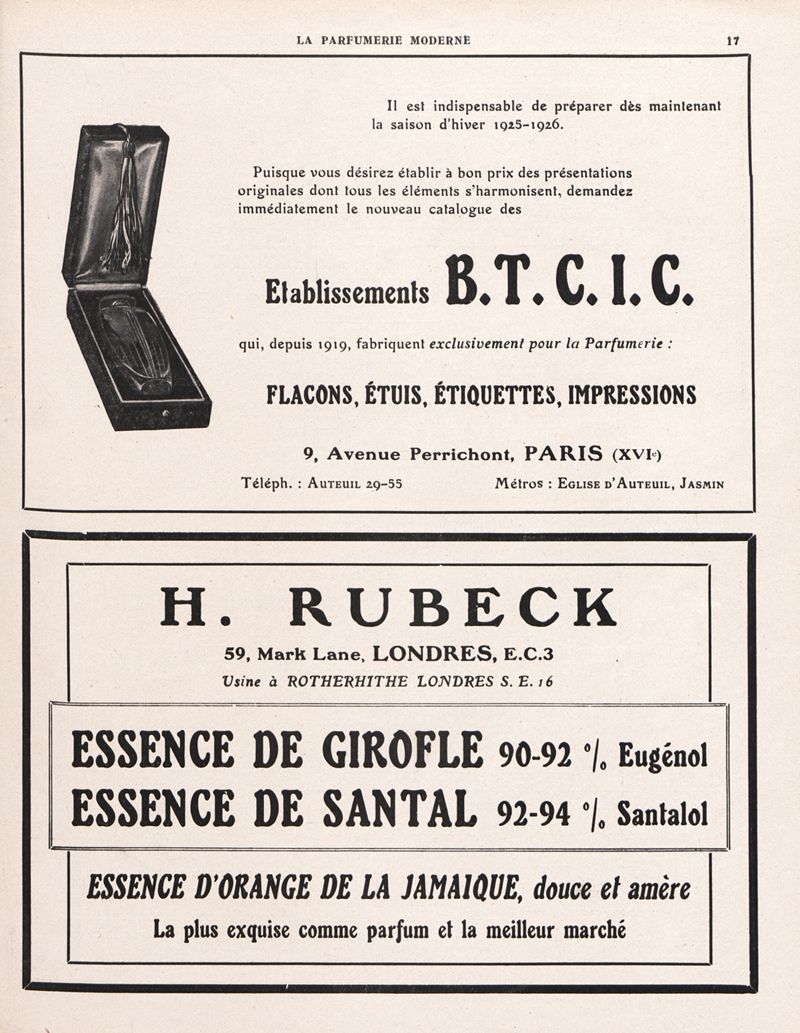 LA PARFUMERIE MODERNE 17
Il est indispensable de préparer dès maintenant
la saison d'hiver 1925-1926.
Puisque vous désirez établir à bon prix des présentations
originales dont tous les éléments s'harmonisent, demandez
immédiatement le nouveau catalogue des
Etablissements B.T.C.I.C.
qui, depuis 1919, fabriquent exclusivement pour la Parfumerie :
FLACONS, ÉTUIS, ÉTIQUETTES, IMPRESSIONS
9, Avenue Perrichont, PARIS (XVIe)
Téléph. : AUTEUIL 29-55 Métros : EGLISE D'AUTEUIL, JASMIN
H. RUBECK
59, Mark Lane, LONDRES, E.C.3
Usine à ROTHERHITHE LONDRES S. E. 16
ESSENCE DE GIROFLE 90-92 % Eugénol
ESSENCE DE SANTAL 92-94 % Santalol
ESSENCE D'ORANGE DE LA JAMAIQUE, douce et amère
La plus exquise comme parfum et la meilleur marché